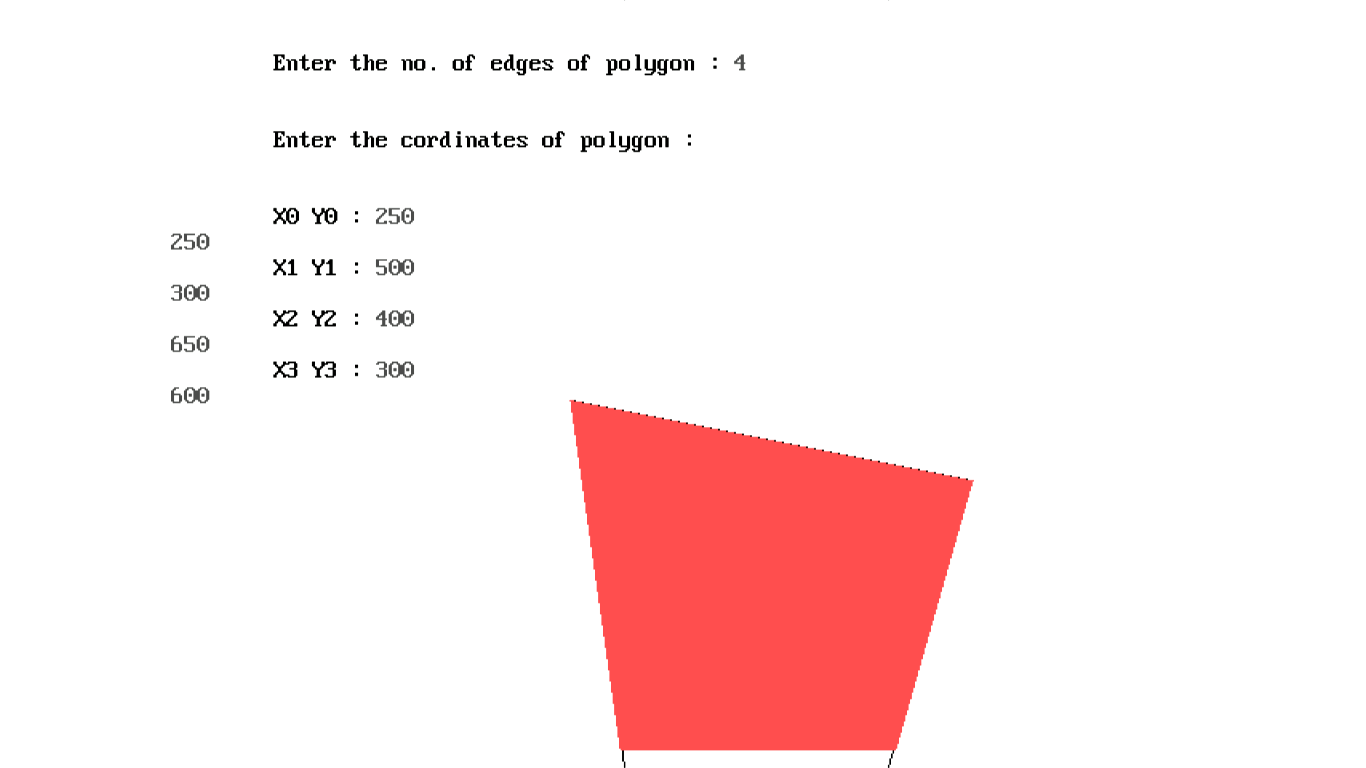 Enter the no. of edges of polygon : 4
Enter the cordinates of polygon :
X0 Y0 : 250
250
X1 Y1 : 500
300
X2 Y2 : 400
650
X3 Y3 : 300
600